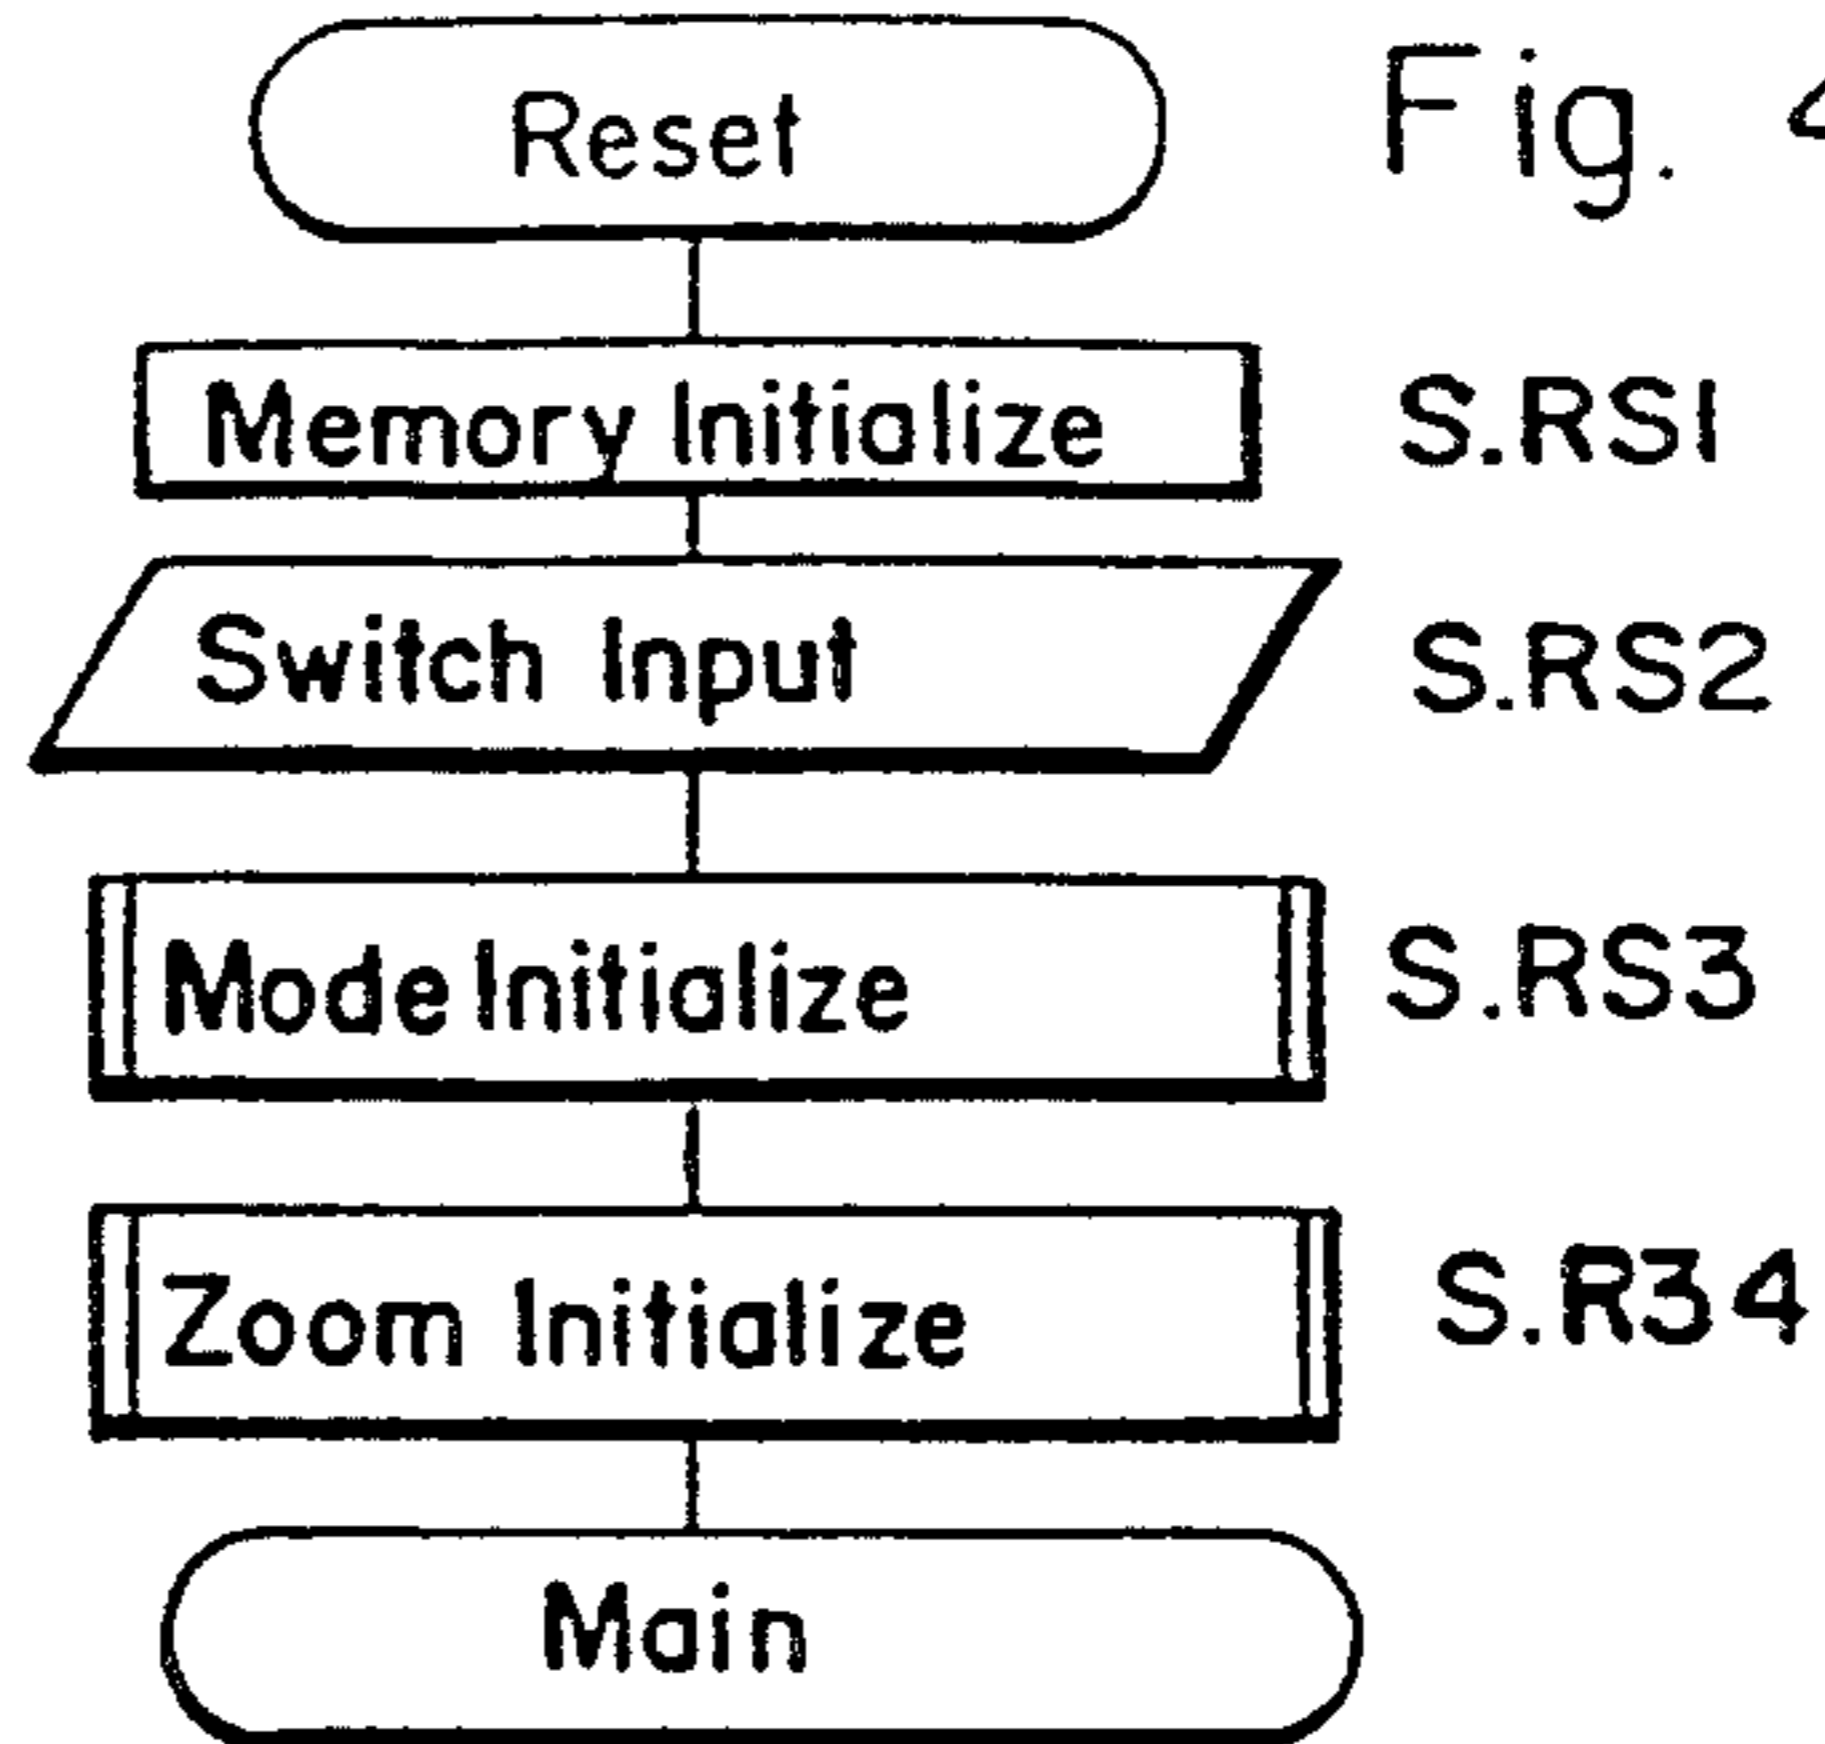 Reset
Fig. 4
Memory Initialize S.RS1
Switch Input S.RS2
Mode Initialize S.RS3
Zoom Initialize S.R34
Main